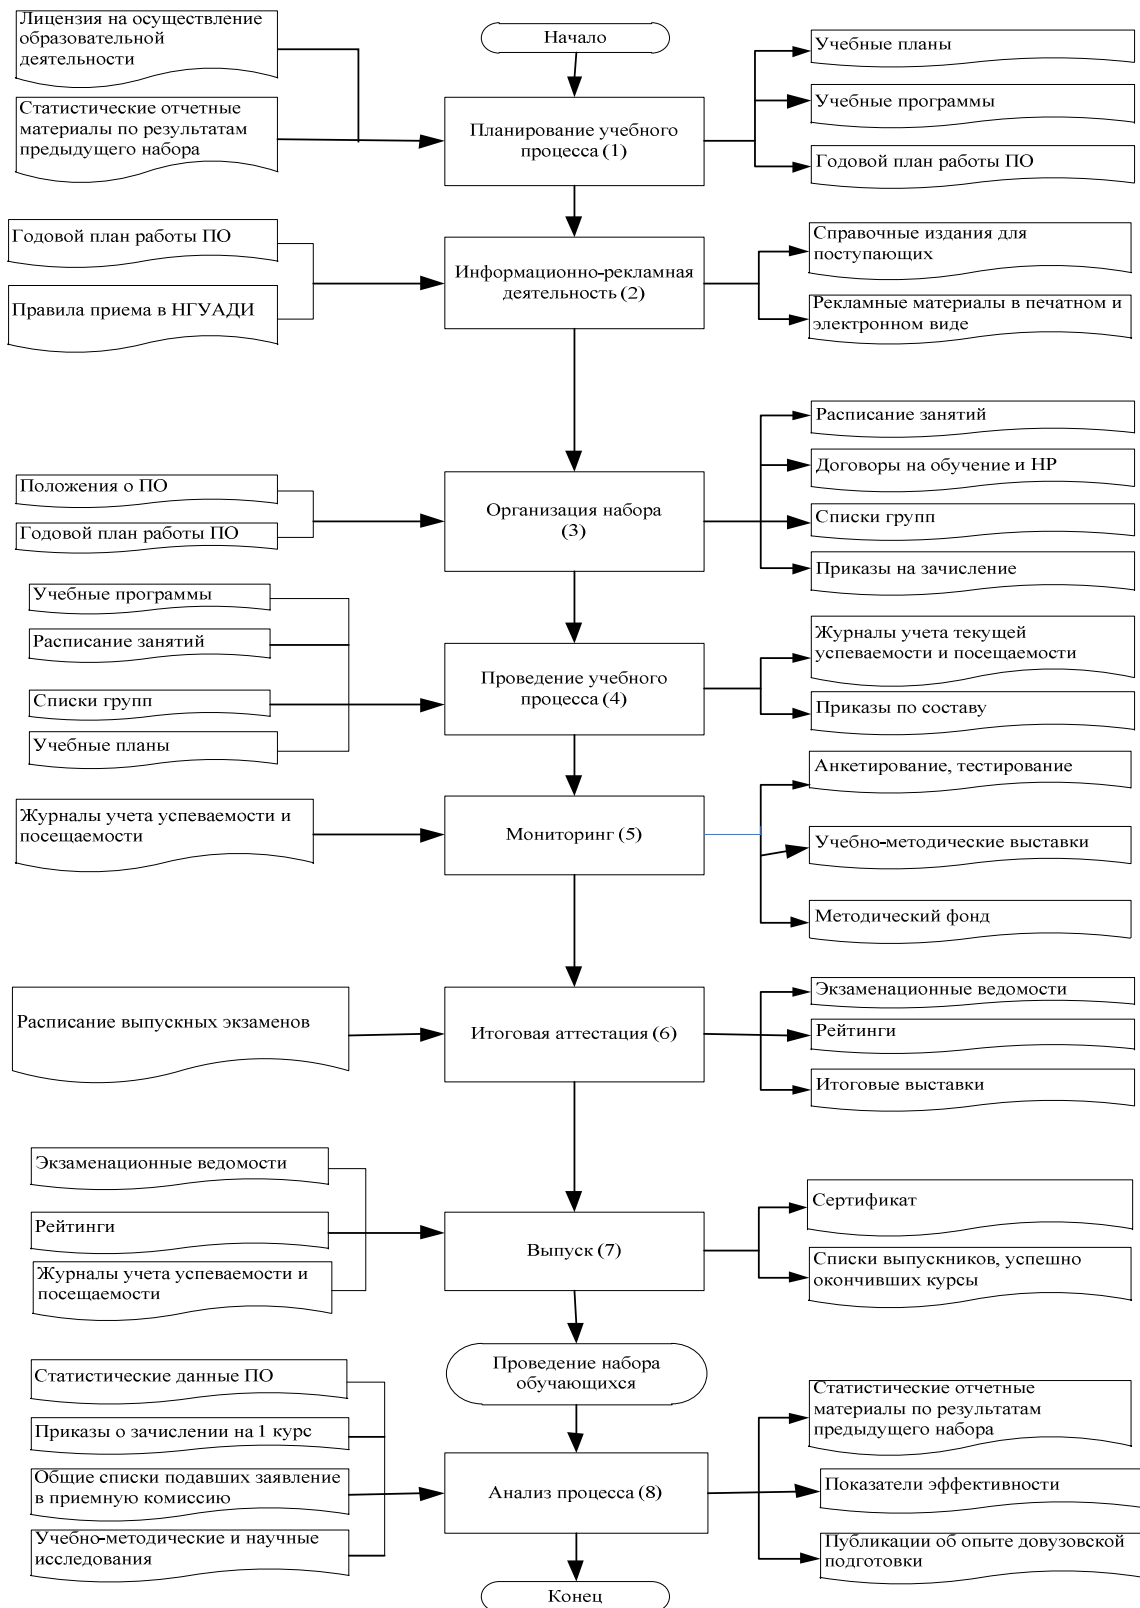 Лицензия на осуществление
образовательной
деятельности
Начало
Учебные планы
Статистические отчетные
материалы по результатам
предыдущего набора
Планирование учебного
процесса (1)
Учебные программы
Годовой план работы ПО
Годовой план работы ПО
Правила приема в НГУАДИ
Информационно-рекламная
деятельность (2)
Справочные издания для
поступающих
Рекламные материалы в печатном и
электронном виде
Положения о ПО
Годовой план работы ПО
Организация набора
(3)
Расписание занятий
Договоры на обучение и НР
Списки групп
Приказы на зачисление
Учебные программы
Расписание занятий
Списки групп
Учебные планы
Проведение учебного
процесса (4)
Журналы учета текущей
успеваемости и посещаемости
Приказы по составу
Журналы учета успеваемости и
посещаемости
Мониторинг (5)
Анкетирование, тестирование
Учебно-методические выставки
Методический фонд
Расписание выпускных экзаменов
Итоговая аттестация (6)
Экзаменационные ведомости
Рейтинги
Итоговые выставки
Экзаменационные ведомости
Рейтинги
Журналы учета успеваемости и
посещаемости
Выпуск (7)
Сертификат
Списки выпускников, успешно
окончивших курсы
Проведение набора
обучающихся
Статистические данные ПО
Приказы о зачислении на 1 курс
Общие списки подавших заявление
в приемную комиссию
Учебно-методические и научные
исследования
Анализ процесса (8)
Статистические отчетные
материалы по результатам
предыдущего набора
Показатели эффективности
Публикации об опыте довузовской
подготовки
Конец